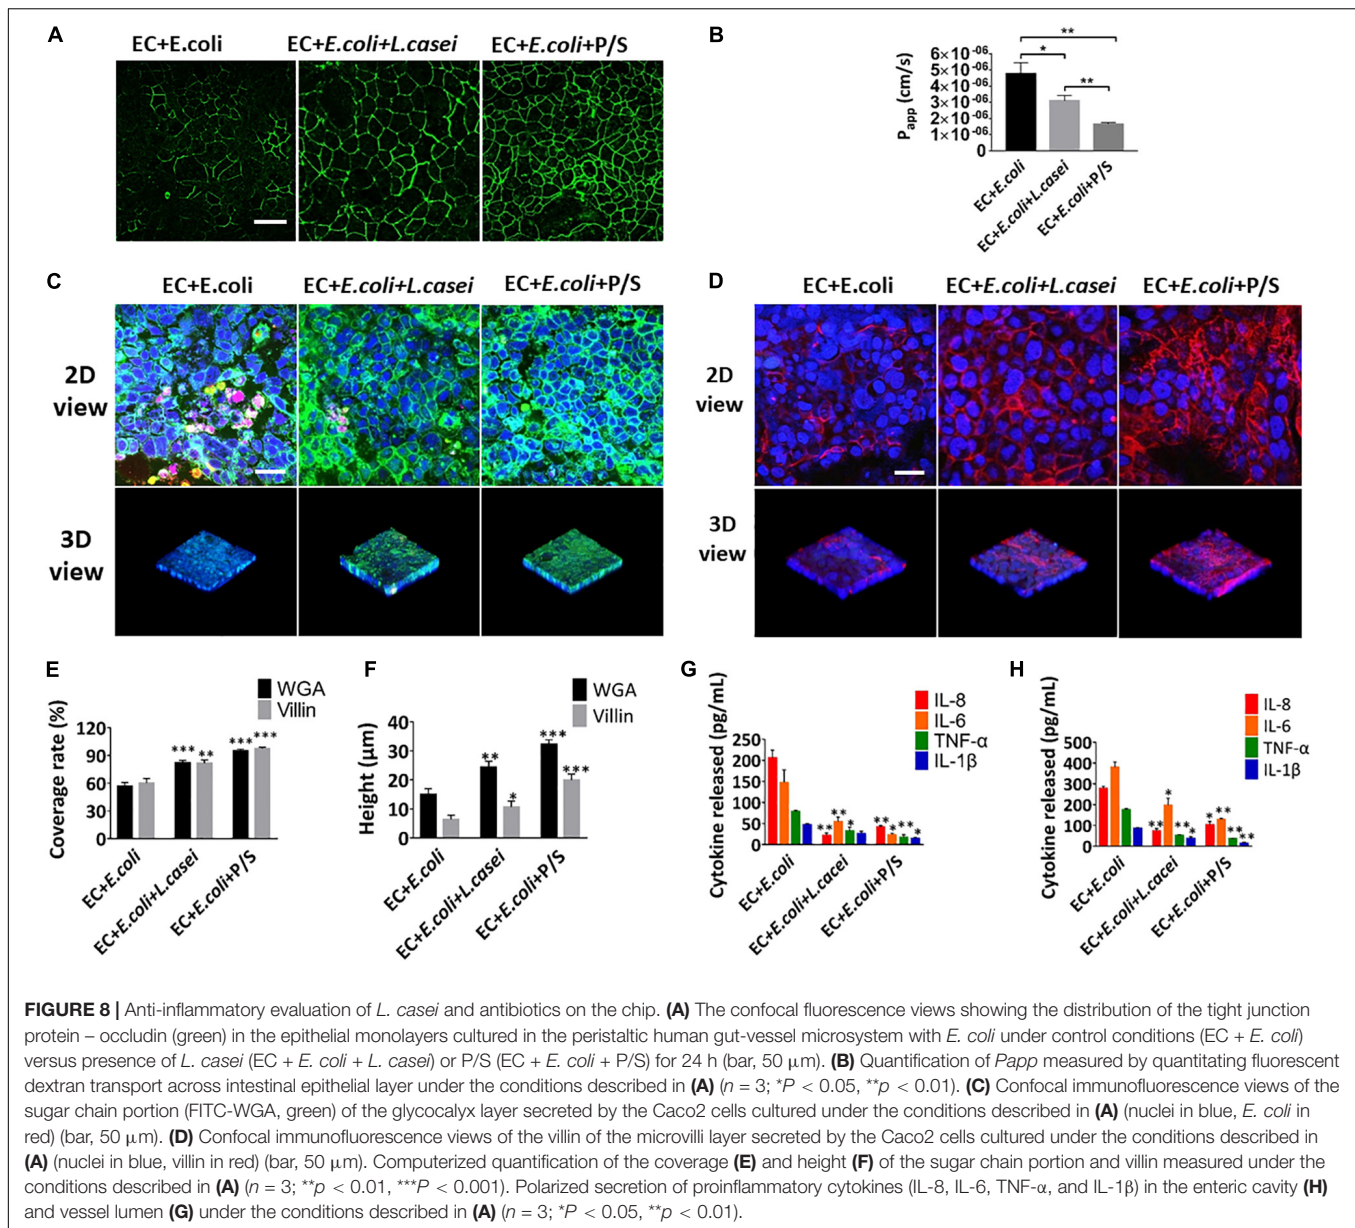 A
EC+E.coli
EC+E.coli+L.casei
EC+E.coli+P/S
B
Papp (cm/s)
6×10-06
5×10-06
4×10-06
3×10-06
2×10-06
1×10-06
0
**
*
**
EC+E.coli
EC+E.coli+L.casei
EC+E.coli+P/S
C
EC+E.coli
EC+E.coli+L.casei
EC+E.coli+P/S
2D
view
3D
view
D
EC+E.coli
EC+E.coli+L.casei
EC+E.coli+P/S
2D
view
3D
view
E
WGA
Villin
Coverage rate (%)
120
90
60
30
0
*** **
*** ***
EC+E.coli
EC+E.coli+L.casei
EC+E.coli+P/S
F
WGA
Villin
Height (μm)
40
30
20
10
0
**
*
***
***
EC+E.coli
EC+E.coli+L.casei
EC+E.coli+P/S
G
IL-8
IL-6
TNF-α
IL-1β
Cytokine released (pg/mL)
250
200
150
100
50
0
**
**
*
**
*
**
*
EC+E.coli
EC+E.coli+L.cacei
EC+E.coli+P/S
H
IL-8
IL-6
TNF-α
IL-1β
Cytokine released (pg/mL)
500
400
300
200
100
0
**
*
**
*
*
**
**
**
EC+E.coli
EC+E.coli+L.cacei
EC+E.coli+P/S
FIGURE 8 | Anti-inflammatory evaluation of L. casei and antibiotics on the chip. (A) The confocal fluorescence views showing the distribution of the tight junction
protein – occludin (green) in the epithelial monolayers cultured in the peristaltic human gut-vessel microsystem with E. coli under control conditions (EC + E. coli)
versus presence of L. casei (EC + E. coli + L. casei) or P/S (EC + E. coli + P/S) for 24 h (bar, 50 μm). (B) Quantification of Papp measured by quantitating fluorescent
dextran transport across intestinal epithelial layer under the conditions described in (A) (n = 3; *P < 0.05, **p < 0.01). (C) Confocal immunofluorescence views of the
sugar chain portion (FITC-WGA, green) of the glycocalyx layer secreted by the Caco2 cells cultured under the conditions described in (A) (nuclei in blue, E. coli in
red) (bar, 50 μm). (D) Confocal immunofluorescence views of the villin of the microvilli layer secreted by the Caco2 cells cultured under the conditions described in
(A) (nuclei in blue, villin in red) (bar, 50 μm). Computerized quantification of the coverage (E) and height (F) of the sugar chain portion and villin measured under the
conditions described in (A) (n = 3; **p < 0.01, ***P < 0.001). Polarized secretion of proinflammatory cytokines (IL-8, IL-6, TNF-α, and IL-1β) in the enteric cavity (H)
and vessel lumen (G) under the conditions described in (A) (n = 3; *P < 0.05, **p < 0.01).